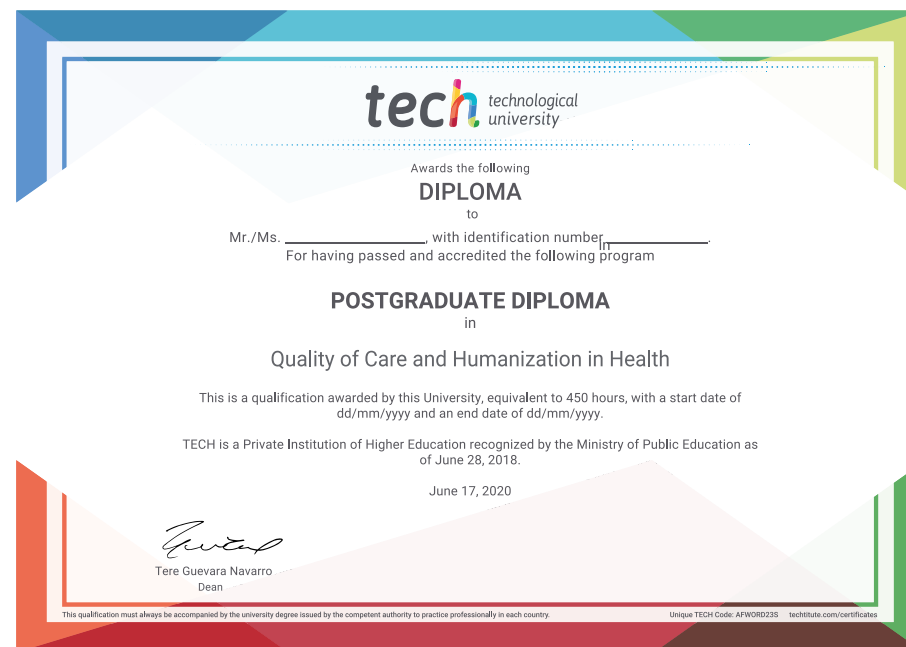 tech technological
university
Awards the following
DIPLOMA
to
Mr./Ms. ____________, with identification number_________.
In
For having passed and accredited the following program
POSTGRADUATE DIPLOMA
in
Quality of Care and Humanization in Health
This is a qualification awarded by this University, equivalent to 450 hours, with a start date of
dd/mm/yyyy and an end date of dd/mm/yyyy.
TECH is a Private Institution of Higher Education recognized by the Ministry of Public Education as
of June 28, 2018.
June 17, 2020
Tere Guevara Navarro
Dean
This qualification must always be accompanied by the university degree issued by the competent authority to practice professionally in each country. Unique TECH Code: AFWORD23S techtitute.com/certificates